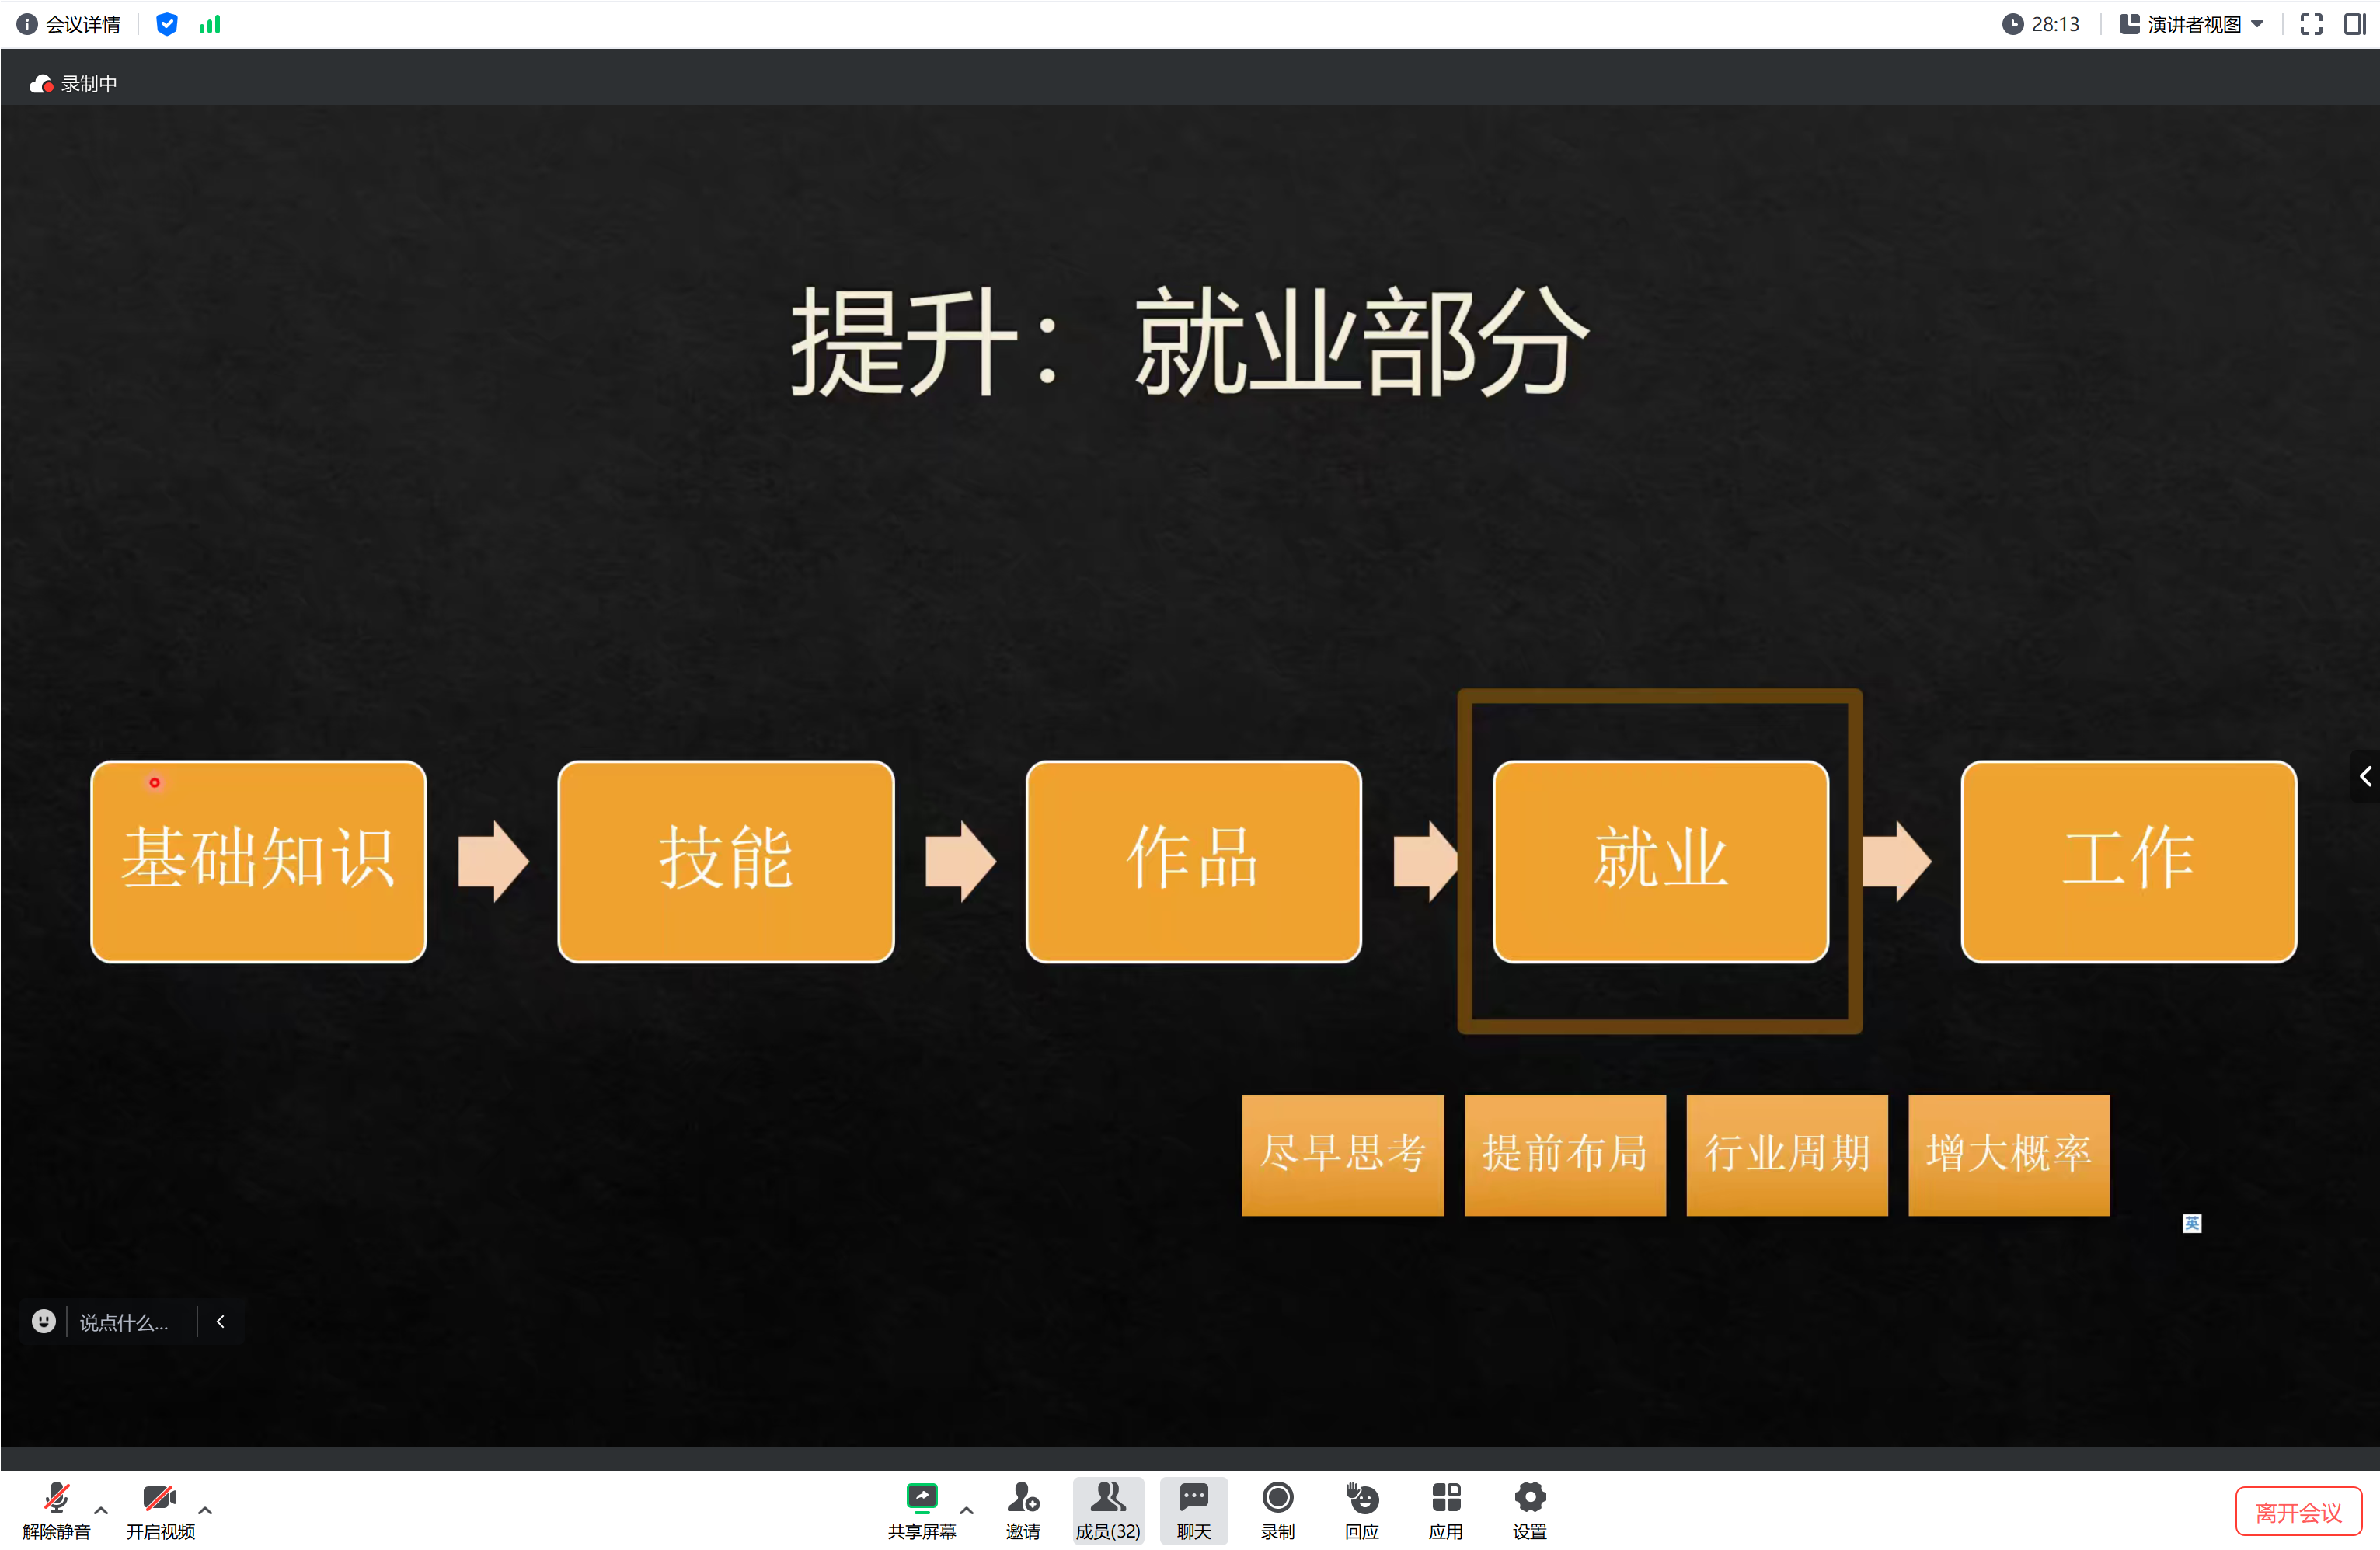 会议详情
28:13
演讲者视图
录制中
提升：就业部分
基础知识
技能
作品
就业
工作
尽早思考
提前布局
行业周期
增大概率
英
说点什么...
解除静音
开启视频
共享屏幕
邀请
成员(32)
聊天
录制
回应
应用
设置
离开会议